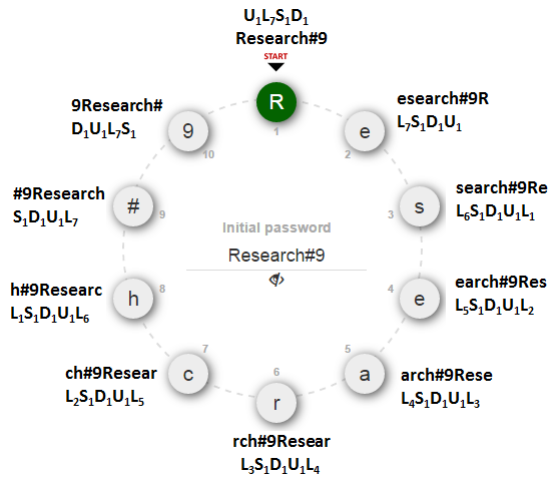 U₁L₇S₁D₁
Research#9
START
R
1
esearch#9R
L₇S₁D₁U₁
e
2
search#9Re
L₆S₁D₁U₁L₁
s
3
earch#9Res
L₅S₁D₁U₁L₂
e
4
arch#9Rese
L₄S₁D₁U₁L₃
a
5
rch#9Resear
L₃S₁D₁U₁L₄
r
6
ch#9Resear
L₂S₁D₁U₁L₅
c
7
h#9Researc
L₁S₁D₁U₁L₆
h
8
#9Research
S₁D₁U₁L₇
#
9
9Research#
D₁U₁L₇S₁
9
10
Initial password
Research#9